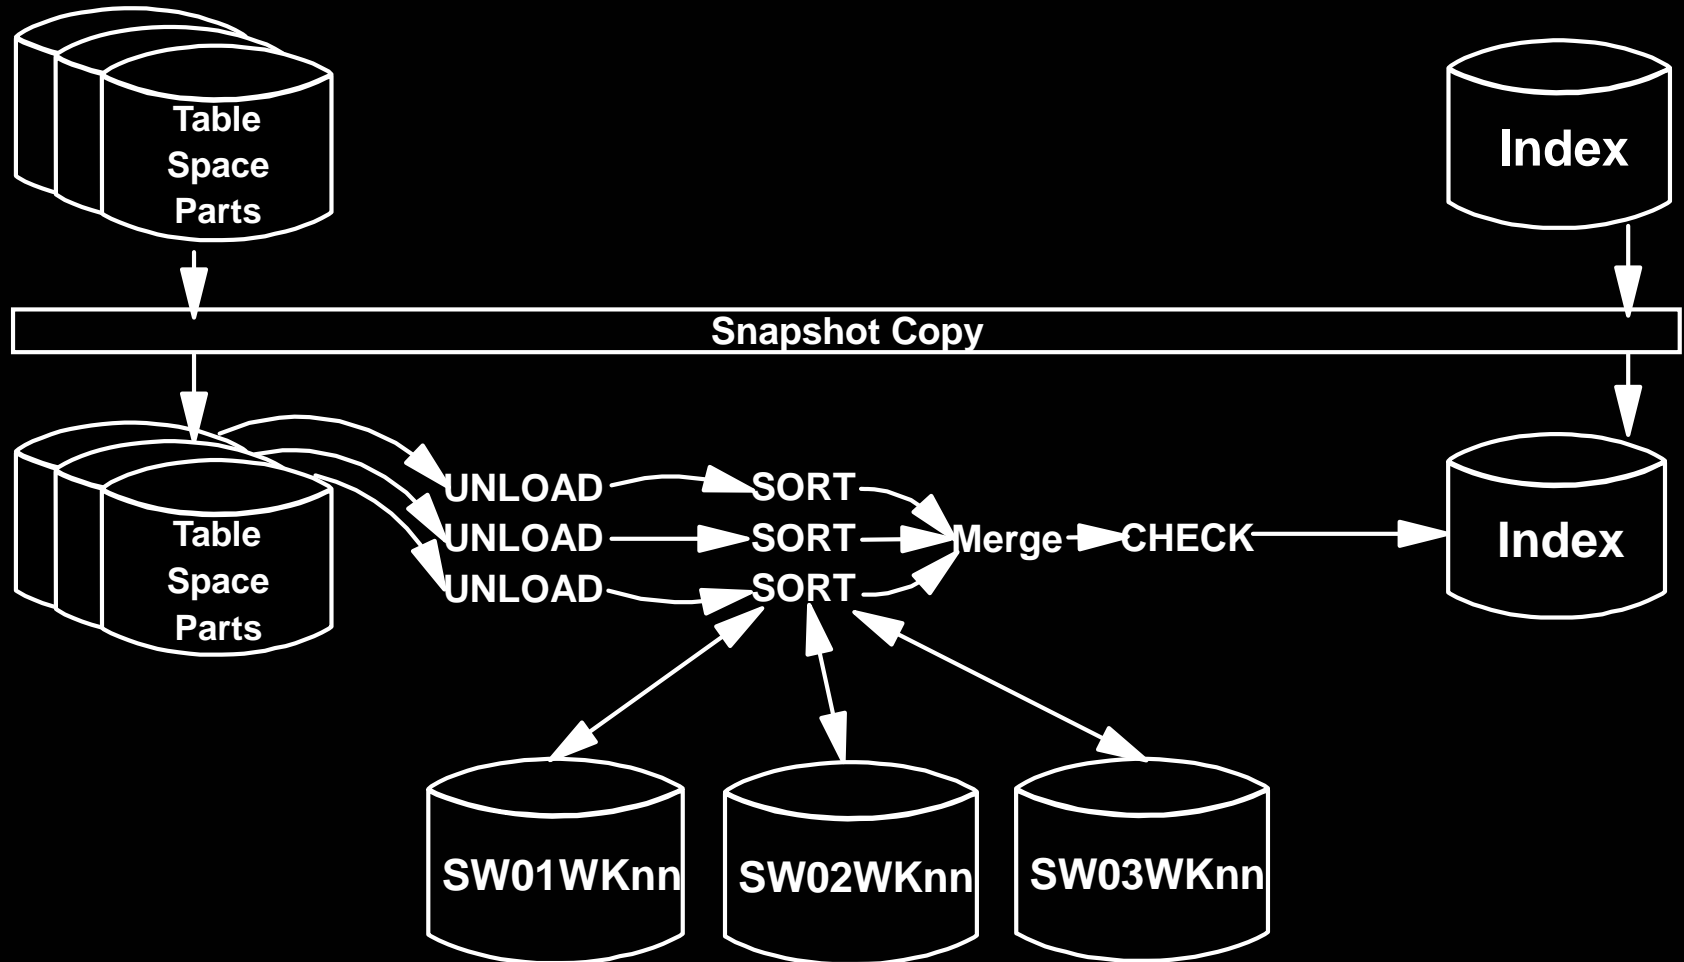 Table
Space
Parts
Index
Snapshot Copy
Table
Space
Parts
UNLOAD
UNLOAD
UNLOAD
SORT
SORT
SORT
Merge
CHECK
Index
SW01WKnn
SW02WKnn
SW03WKnn